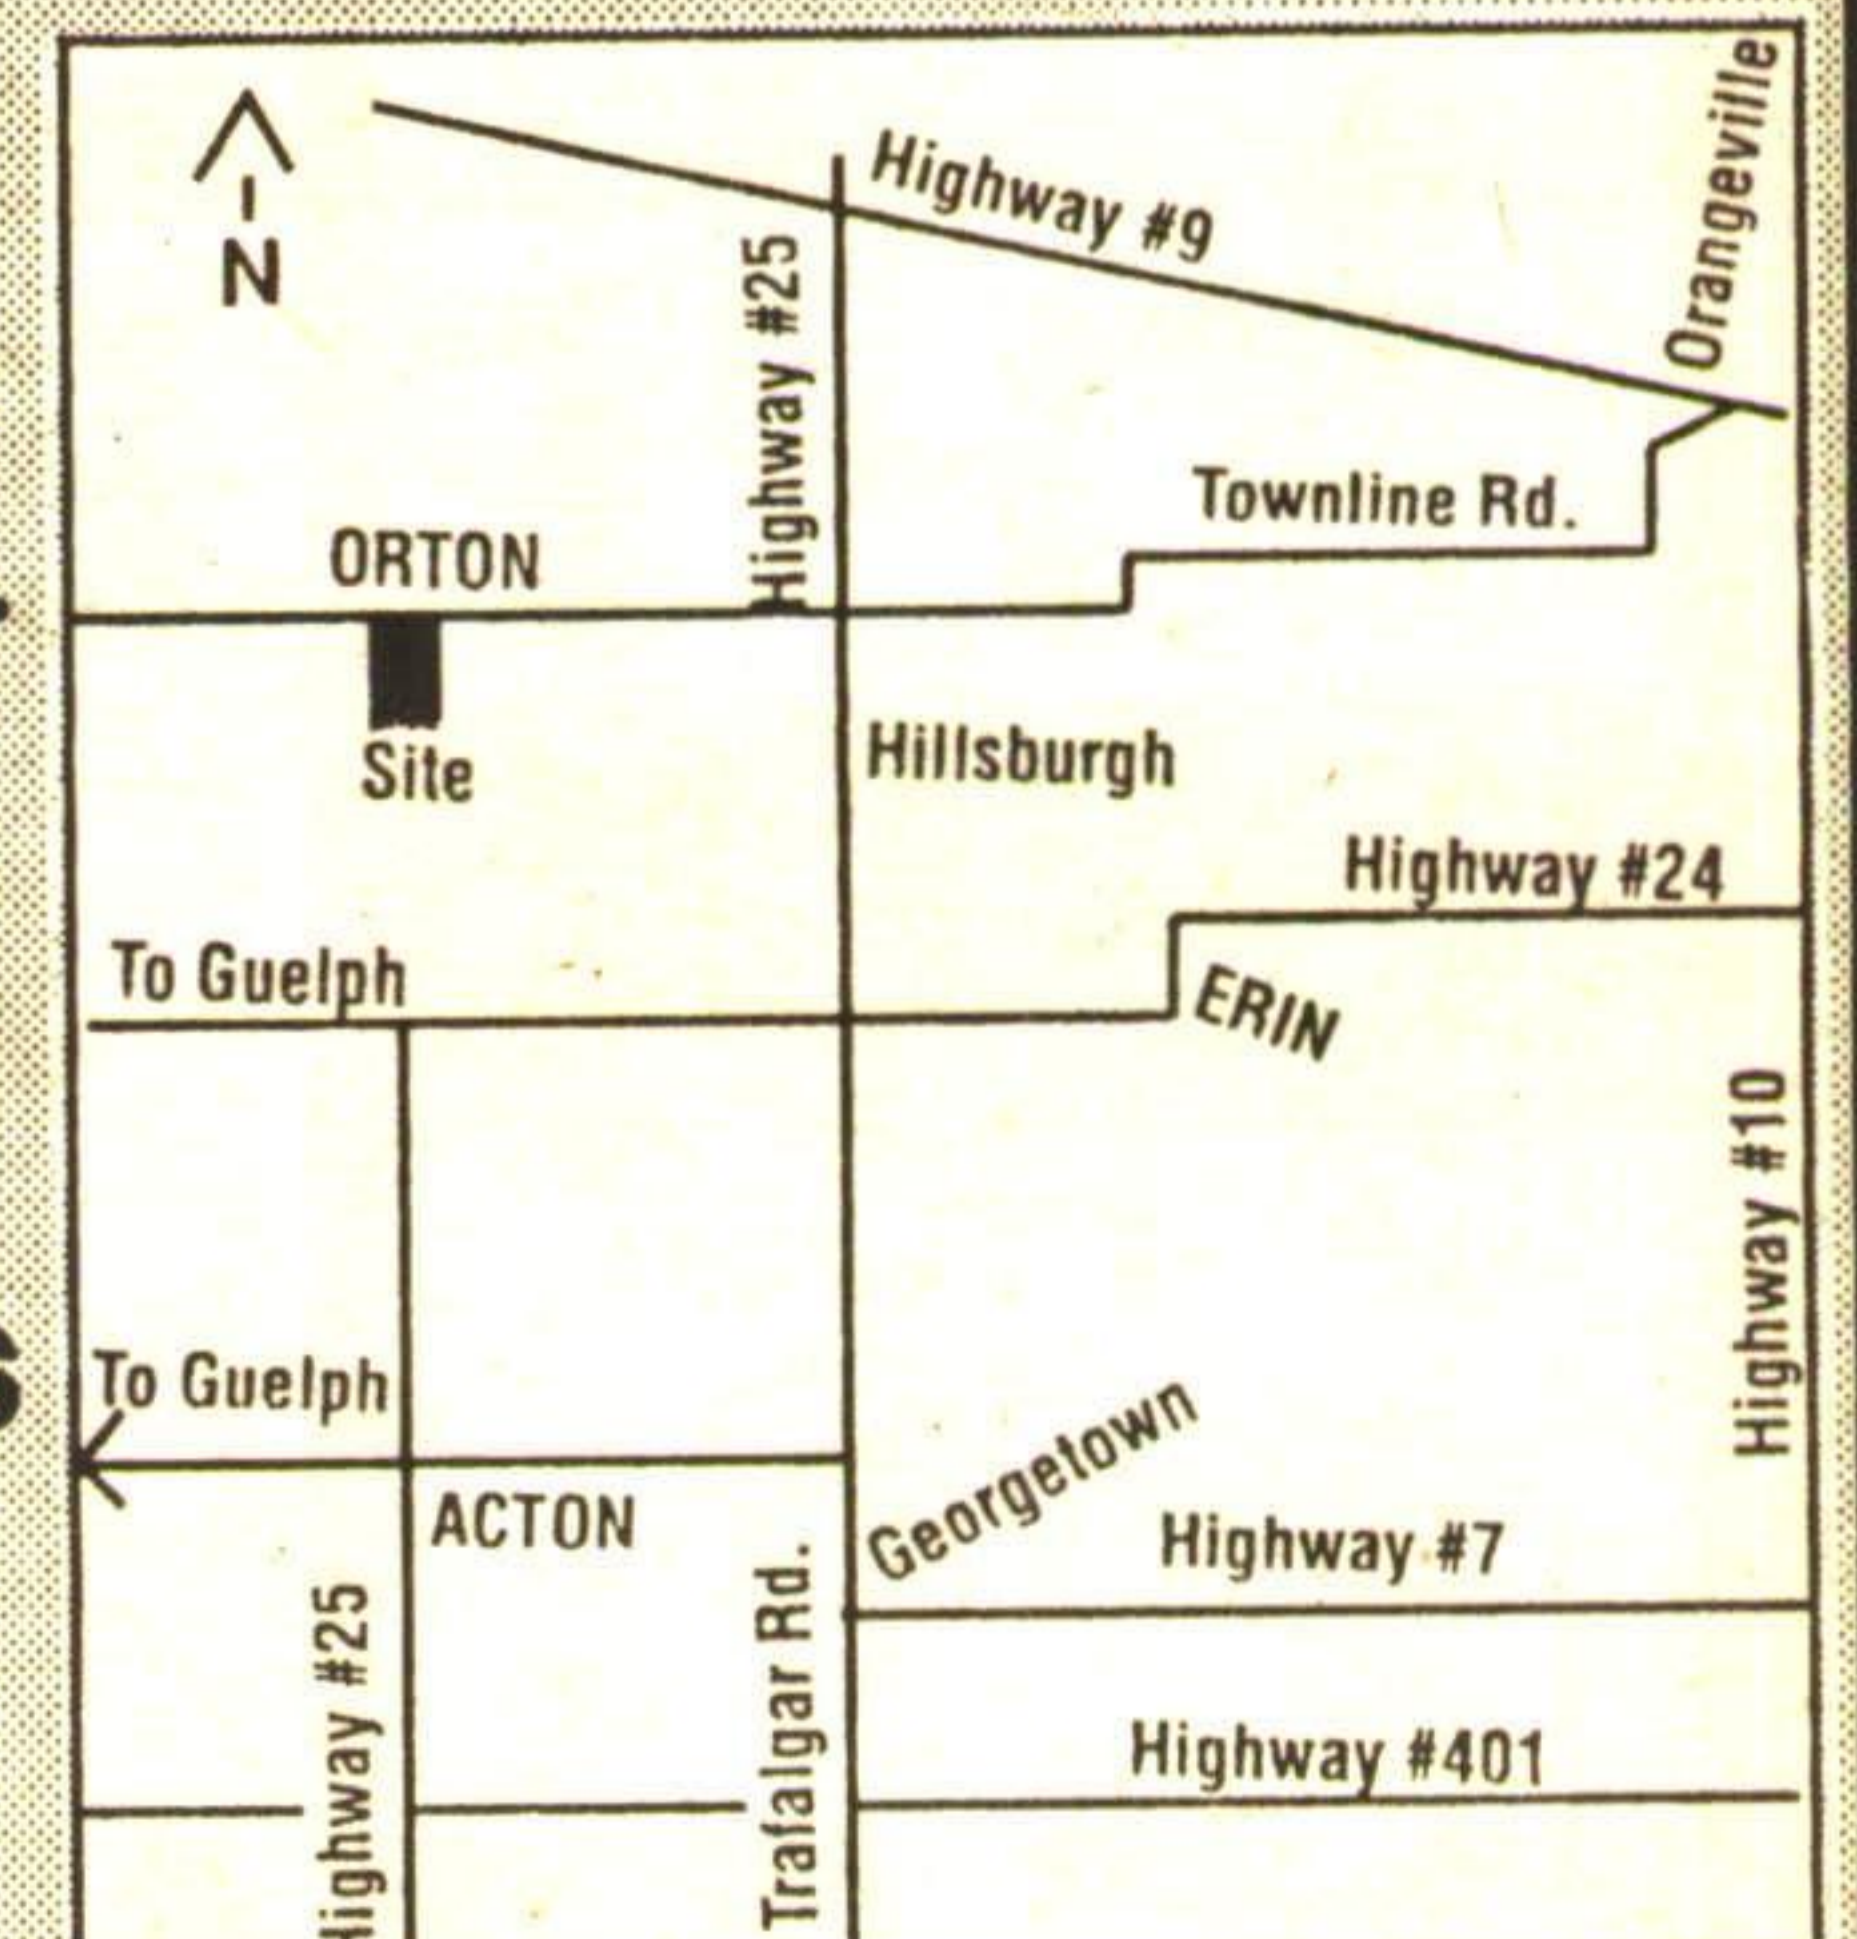 Orangeville
Highway #9
N
Highway #25
Townline Rd.
ORTON
Site
Hillsburgh
Highway #24
To Guelph
ERIN
Highway #10
To Guelph
Georgetown
ACTON
Highway #7
Highway #25
Trafalgar Rd.
Highway #401